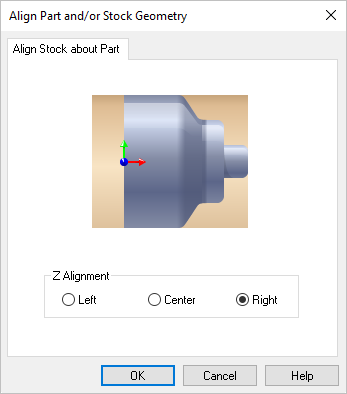 Align Part and/or Stock Geometry
Align Stock about Part
Z Alignment
Left Center Right
OK Cancel Help